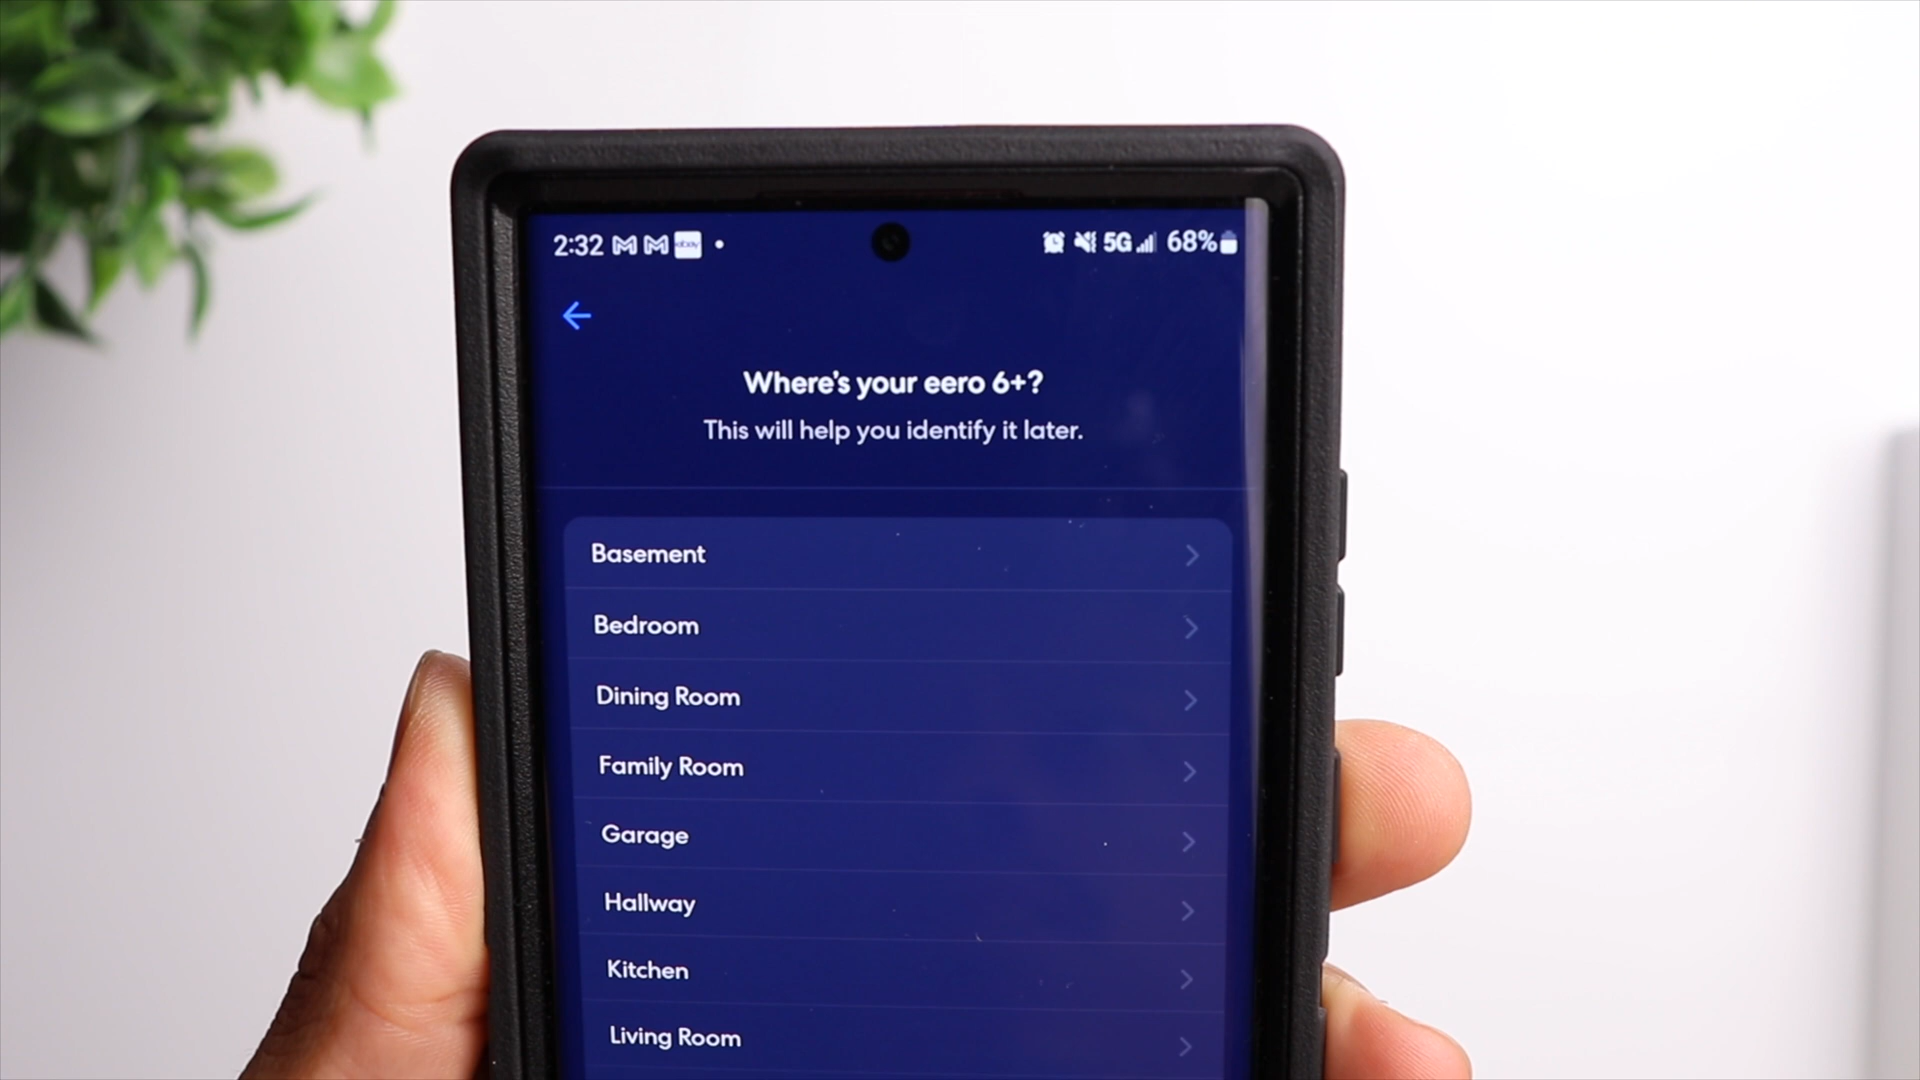 2:32 ebay 5G 68%
Where's your eero 6+?
This will help you identify it later.
Basement
Bedroom
Dining Room
Family Room
Garage
Hallway
Kitchen
Living Room